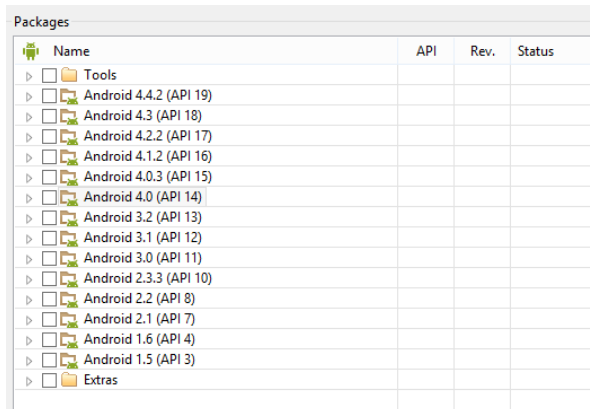 Packages
Name API Rev. Status
Tools
Android 4.4.2 (API 19)
Android 4.3 (API 18)
Android 4.2.2 (API 17)
Android 4.1.2 (API 16)
Android 4.0.3 (API 15)
Android 4.0 (API 14)
Android 3.2 (API 13)
Android 3.1 (API 12)
Android 3.0 (API 11)
Android 2.3.3 (API 10)
Android 2.2 (API 8)
Android 2.1 (API 7)
Android 1.6 (API 4)
Android 1.5 (API 3)
Extras